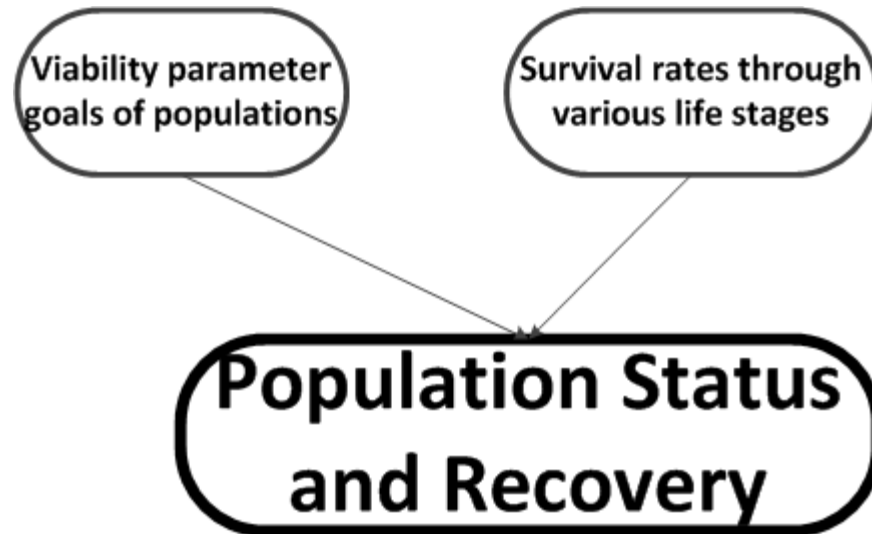 Viability parameter
goals of populations
Survival rates through
various life stages
Population Status
and Recovery